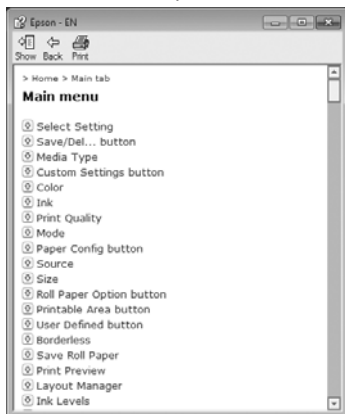 Epson - EN
Show Back Print
> Home > Main tab
Main menu
Select Setting
Save/Del... button
Media Type
Custom Settings button
Color
Ink
Print Quality
Mode
Paper Config button
Source
Size
Roll Paper Option button
Printable Area button
User Defined button
Borderless
Save Roll Paper
Print Preview
Layout Manager
Ink Levels